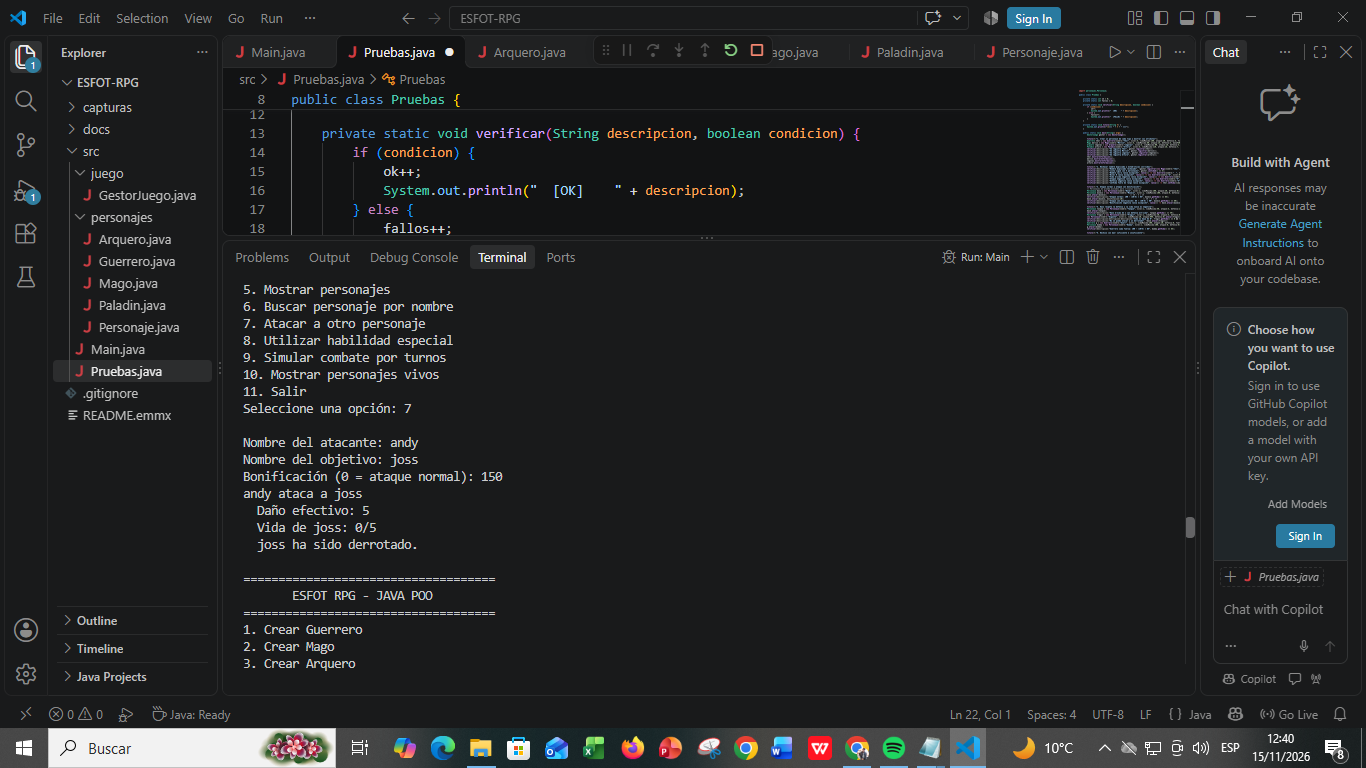 File Edit Selection View Go Run ··· ESFOT-RPG Sign In
Explorer ···
ESFOT-RPG
capturas
docs
src
juego
GestorJuego.java
personajes
Arquero.java
Guerrero.java
Mago.java
Paladin.java
Personaje.java
Main.java
Pruebas.java
.gitignore
README.emmx
Outline
Timeline
Java Projects
Main.java Pruebas.java Arquero.java ago.java Paladin.java Personaje.java
src > Pruebas.java > Pruebas
8 public class Pruebas {
12
13 private static void verificar(String descripcion, boolean condicion) {
14 if (condicion) {
15 ok++;
16 System.out.println("  [OK]    " + descripcion);
17 } else {
18 fallos++;
Problems Output Debug Console Terminal Ports Run: Main
5. Mostrar personajes
6. Buscar personaje por nombre
7. Atacar a otro personaje
8. Utilizar habilidad especial
9. Simular combate por turnos
10. Mostrar personajes vivos
11. Salir
Seleccione una opción: 7
Nombre del atacante: andy
Nombre del objetivo: joss
Bonificación (0 = ataque normal): 150
andy ataca a joss
Daño efectivo: 5
Vida de joss: 0/5
joss ha sido derrotado.
====================================
ESFOT RPG - JAVA POO
====================================
1. Crear Guerrero
2. Crear Mago
3. Crear Arquero
Chat
Build with Agent
AI responses may
be inaccurate
Generate Agent
Instructions to
onboard AI onto
your codebase.
Choose how
you want to use
Copilot.
Sign in to use
GitHub Copilot
models, or add
a model with
your own API
key.
Add Models
Sign In
Pruebas.java
Chat with Copilot
Copilot
0 0 Java: Ready Ln 22, Col 1 Spaces: 4 UTF-8 LF { } Java Go Live
Buscar 10°C ESP 12:40
15/11/2026 8